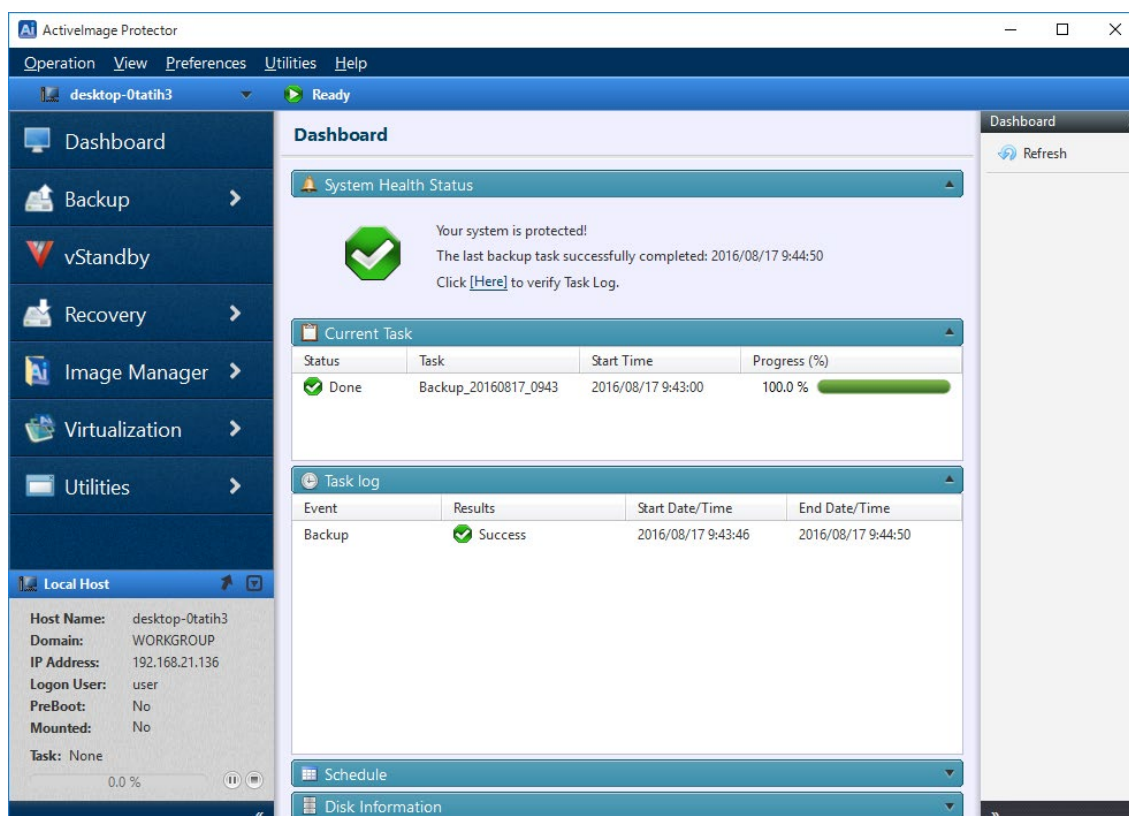 ActiveImage Protector
Operation View Preferences Utilities Help
desktop-0tatih3 Ready
Dashboard
Backup
vStandby
Recovery
Image Manager
Virtualization
Utilities
Local Host
Host Name: desktop-0tatih3
Domain: WORKGROUP
IP Address: 192.168.21.136
Logon User: user
PreBoot: No
Mounted: No
Task: None
0.0 %
Dashboard
System Health Status
Your system is protected!
The last backup task successfully completed: 2016/08/17 9:44:50
Click [Here] to verify Task Log.
Current Task
Status Task Start Time Progress (%)
Done Backup_20160817_0943 2016/08/17 9:43:00 100.0 %
Task log
Event Results Start Date/Time End Date/Time
Backup Success 2016/08/17 9:43:46 2016/08/17 9:44:50
Schedule
Disk Information
Dashboard
Refresh